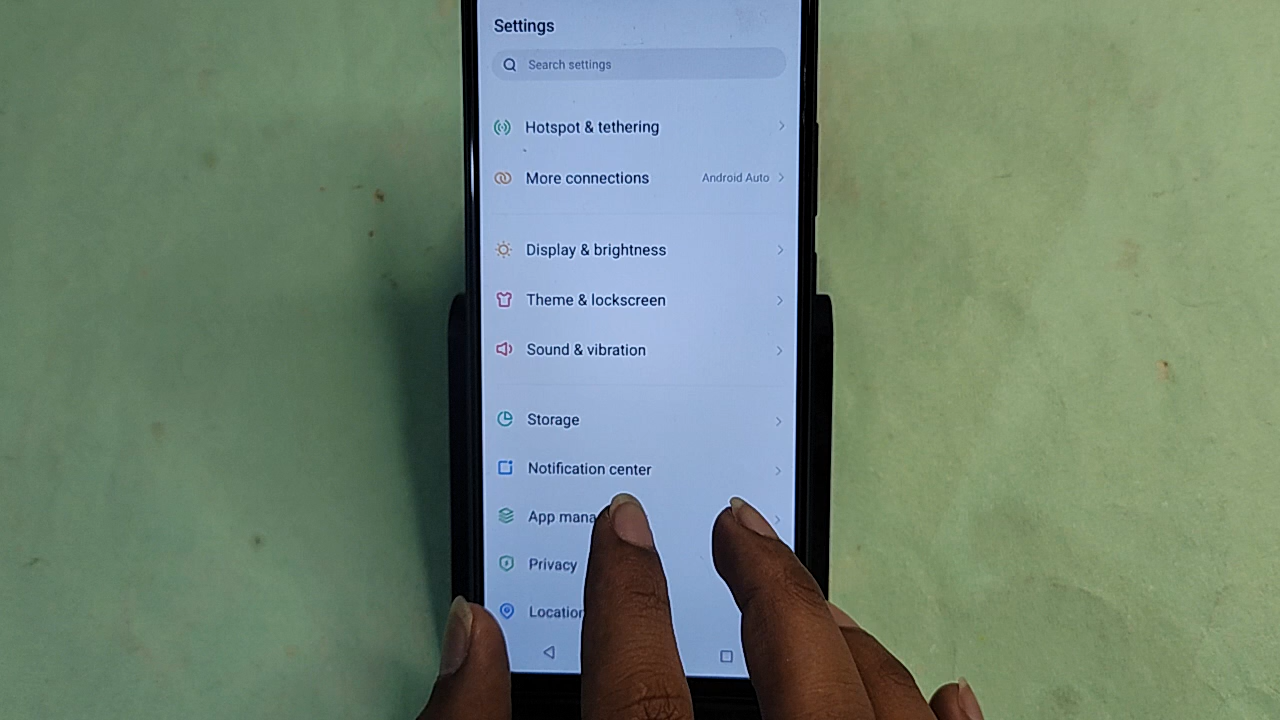 Settings
Search settings
Hotspot & tethering
More connections Android Auto
Display & brightness
Theme & lockscreen
Sound & vibration
Storage
Notification center
App mana
Privacy
Location